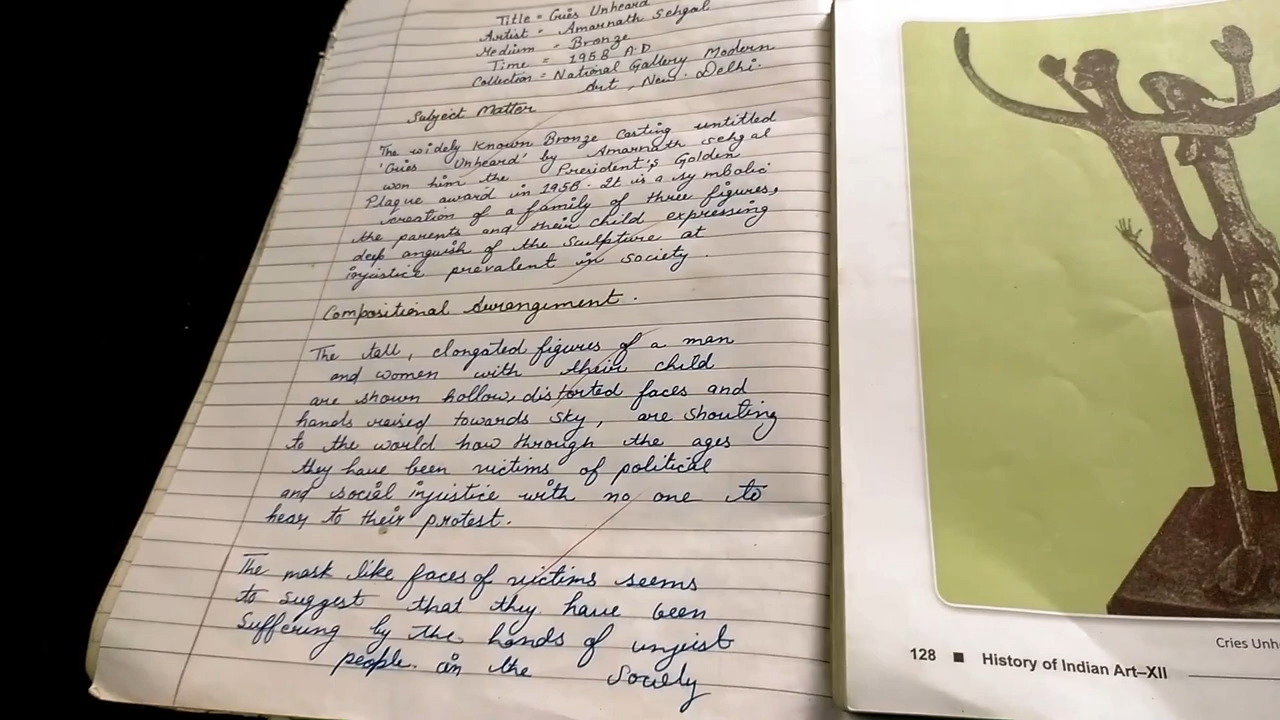 Title = Cries Unheard
Artist = Amarnath Sehgal
Medium = Bronze
Time = 1958 A.D
Collection = National Gallery Modern
Art, New Delhi.
Subject Matter
The widely known Bronze Casting untitled
'Cries Unheard' by Amarnath Sehgal
won him the President's Golden
Plaque award in 1958. It is a symbolic
creation of a family of three figures,
the parents and their child expressing
deep anguish of the Sculpture at
injustice prevalent in society.
Compositional Arrangement.
The tall, elongated figures of a man
and women with their child
are shown hollow, distorted faces and
hands raised towards sky, are shouting
to the world how through the ages
they have been victims of political
and social injustice with no one to
hear to their protest.
The mask like faces of victims seems
to suggest that they have been
Suffering by the hands of unjust
people in the Society
Cries Unhe
128 ■ History of Indian Art–XII